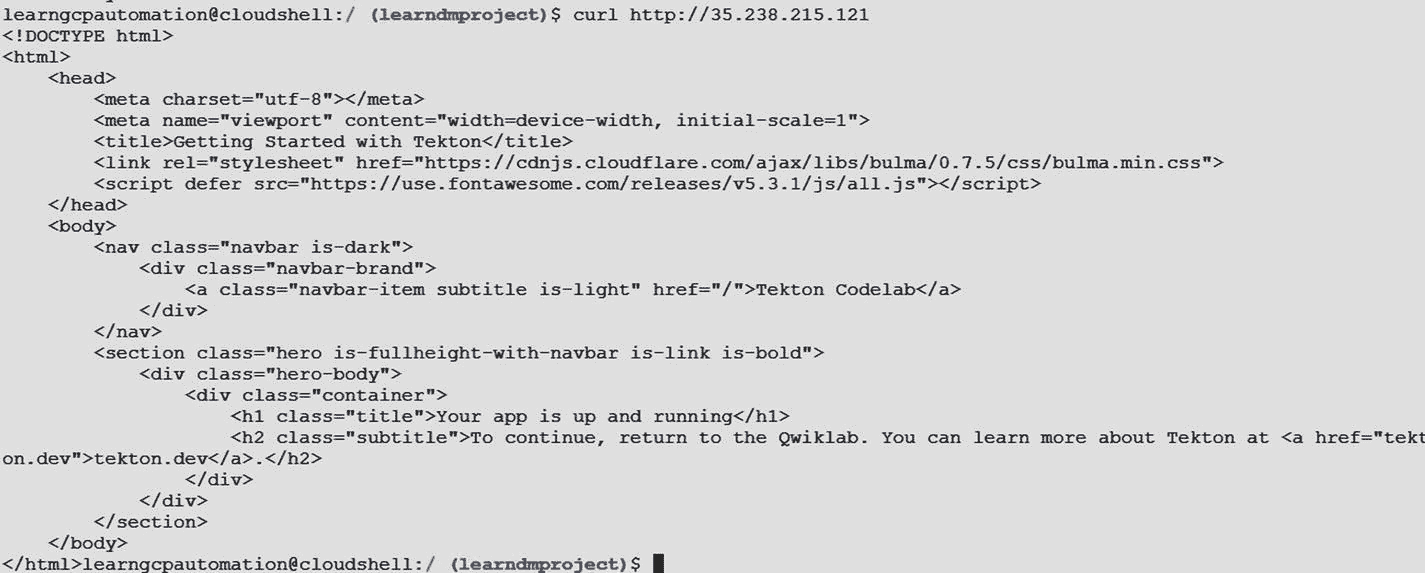 learngcpautomation@cloudshell:/ (learndmproject)$ curl http://35.238.215.121
<!DOCTYPE html>
<html>
    <head>
        <meta charset="utf-8"></meta>
        <meta name="viewport" content="width=device-width, initial-scale=1">
        <title>Getting Started with Tekton</title>
        <link rel="stylesheet" href="https://cdnjs.cloudflare.com/ajax/libs/bulma/0.7.5/css/bulma.min.css">
        <script defer src="https://use.fontawesome.com/releases/v5.3.1/js/all.js"></script>
    </head>
    <body>
        <nav class="navbar is-dark">
            <div class="navbar-brand">
                <a class="navbar-item subtitle is-light" href="/">Tekton Codelab</a>
            </div>
        </nav>
        <section class="hero is-fullheight-with-navbar is-link is-bold">
            <div class="hero-body">
                <div class="container">
                    <h1 class="title">Your app is up and running</h1>
                    <h2 class="subtitle">To continue, return to the Qwiklab. You can learn more about Tekton at <a href="tekt
on.dev">tekton.dev</a>.</h2>
                </div>
            </div>
        </section>
    </body>
</html>learngcpautomation@cloudshell:/ (learndmproject)$